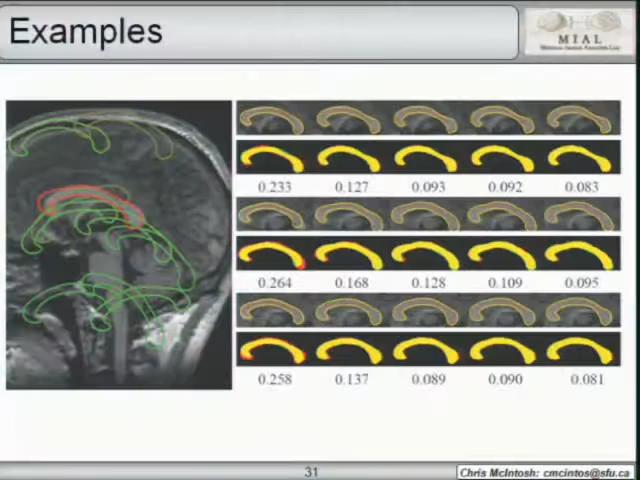 Examples
MIAL
0.233 0.127 0.093 0.092 0.083
0.264 0.168 0.128 0.109 0.095
0.258 0.137 0.089 0.090 0.081
31
Chris McIntosh: cmcintos@sfu.ca